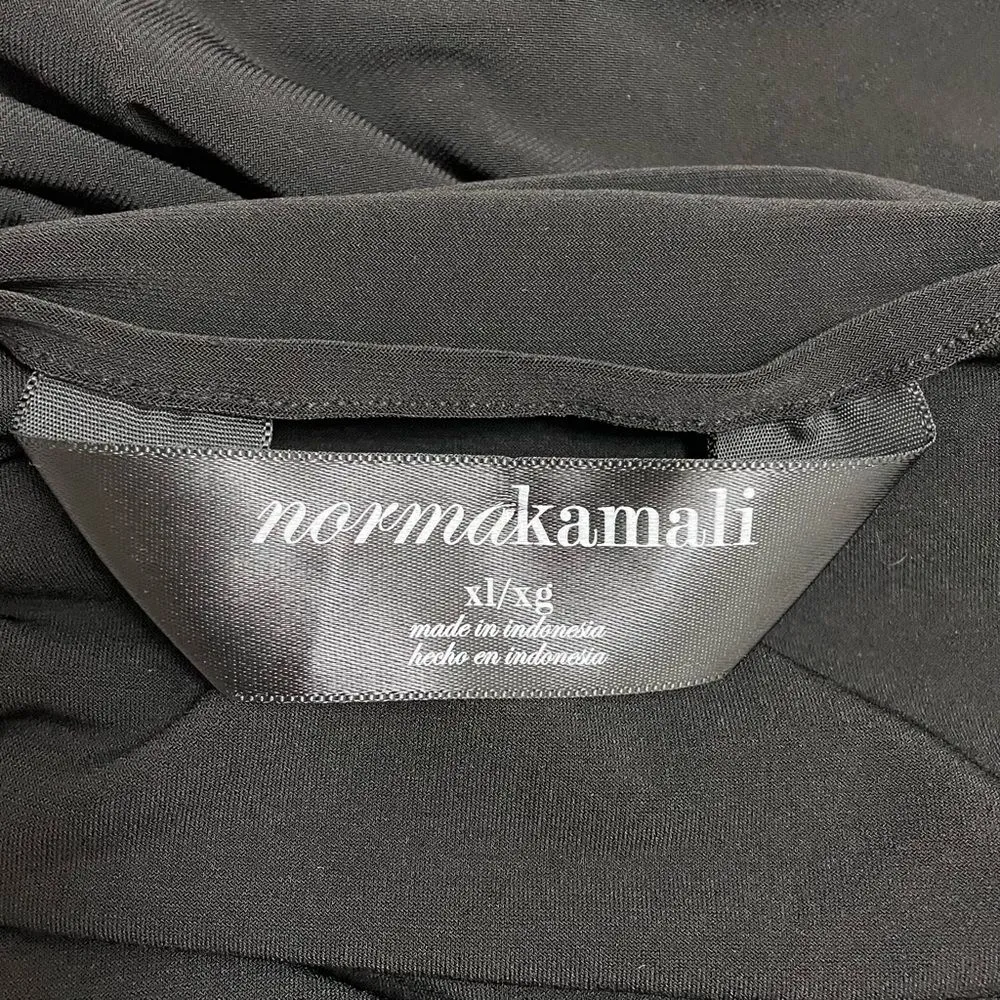 normakamali
xl/xg
made in indonesia
hecho en indonesia